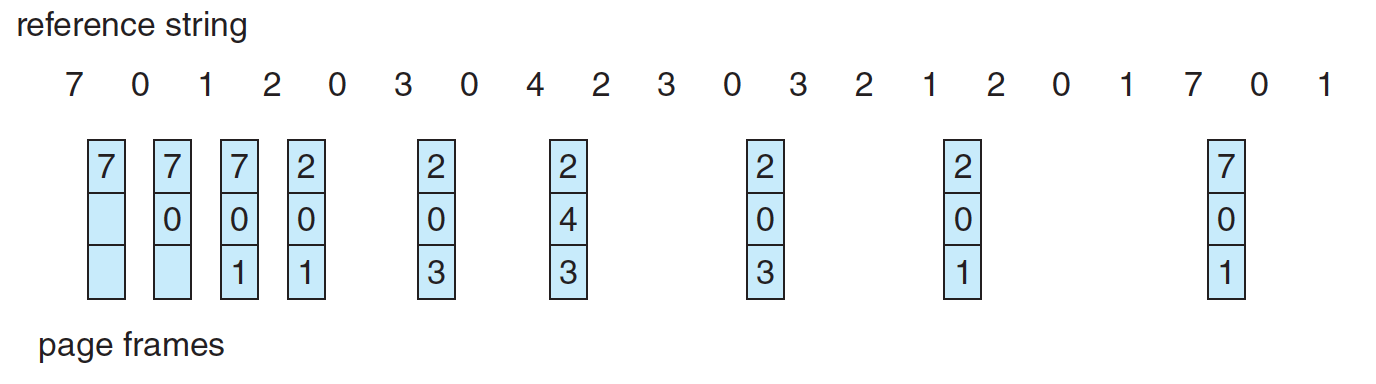 reference string
7 0 1 2 0 3 0 4 2 3 0 3 2 1 2 0 1 7 0 1
7 7 7 2 2 2 2 2 7
0 0 0 0 4 0 0 0
1 1 3 3 3 1 1
page frames